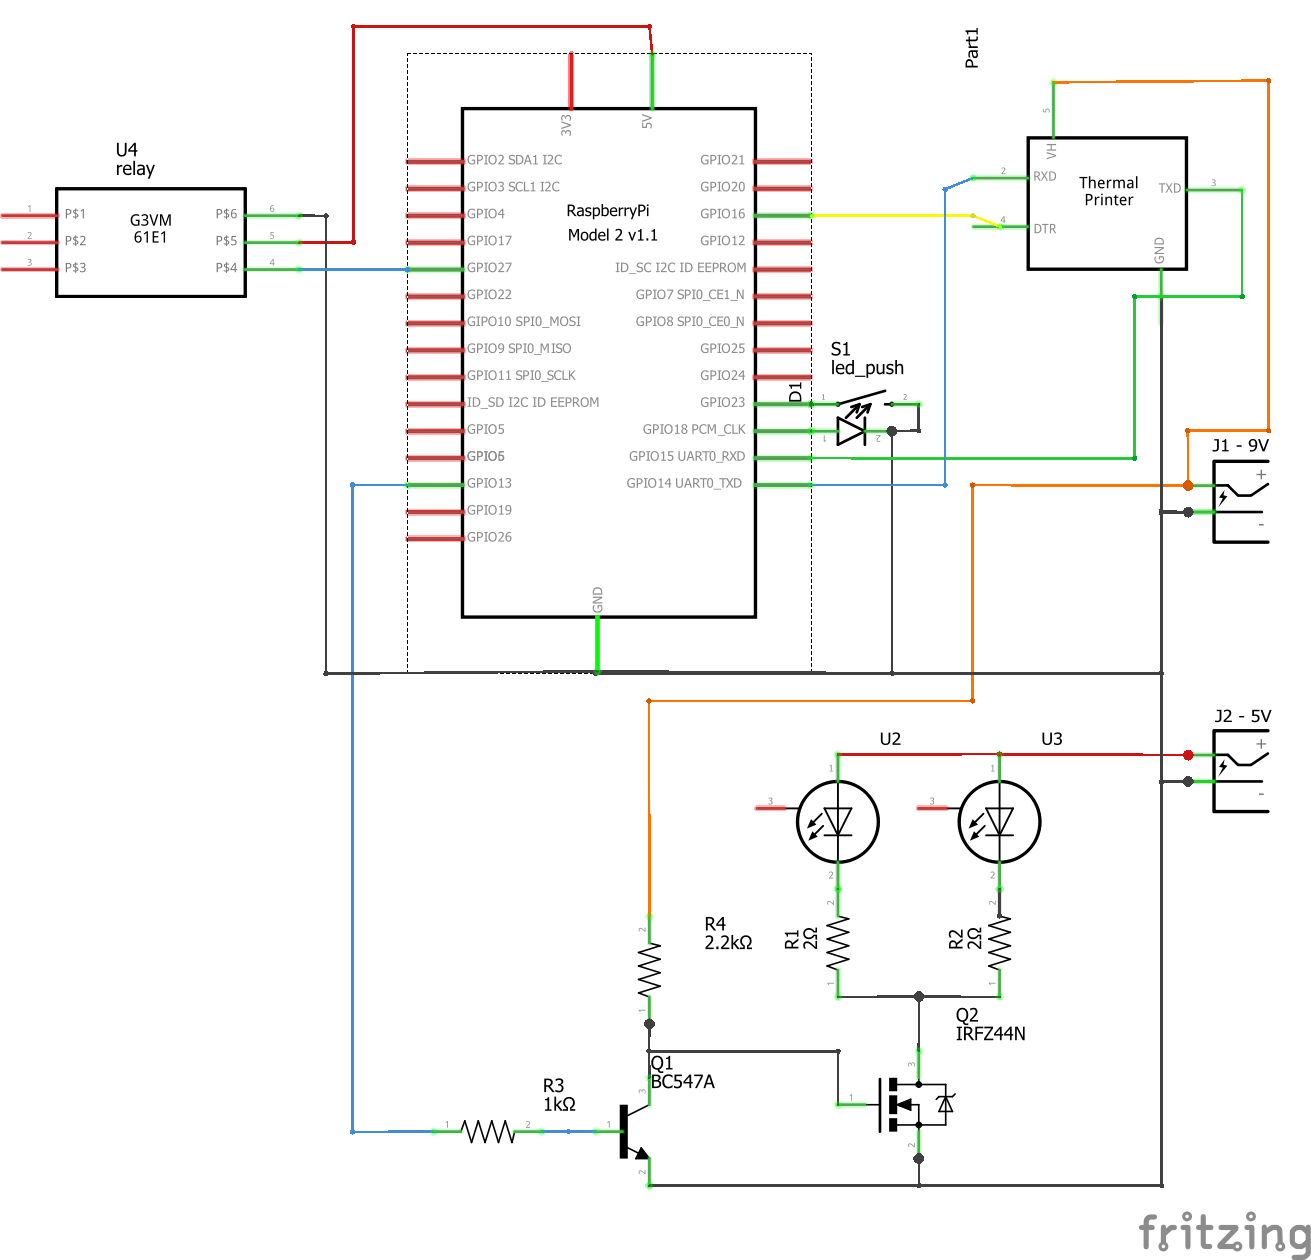 Part1
U4
relay
1
2
3
P$1
P$2
P$3
G3VM
61E1
P$6
P$5
P$4
6
5
4
3V3
5V
GPIO2 SDA1 I2C
GPIO3 SCL1 I2C
GPIO4
GPIO17
GPIO27
GPIO22
GIPO10 SPI0_MOSI
GPIO9 SPI0_MISO
GPIO11 SPI0_SCLK
ID_SD I2C ID EEPROM
GPIO5
GPIO6
GPIO13
GPIO19
GPIO26
RaspberryPi
Model 2 v1.1
GPIO21
GPIO20
GPIO16
GPIO12
ID_SC I2C ID EEPROM
GPIO7 SPI0_CE1_N
GPIO8 SPI0_CE0_N
GPIO25
GPIO24
GPIO23
GPIO18 PCM_CLK
GPIO15 UART0_RXD
GPIO14 UART0_TXD
GND
5
VH
2
RXD
Thermal
Printer
TXD
3
4
DTR
GND
S1
led_push
D1
1
2
1
2
J1 - 9V
+
-
J2 - 5V
+
-
U2
U3
1
1
3
3
2
2
2
2
R1
2Ω
R2
2Ω
1
1
R4
2.2kΩ
2
1
Q2
IRFZ44N
3
1
2
Q1
BC547A
3
1
2
R3
1kΩ
1
2
fritzing